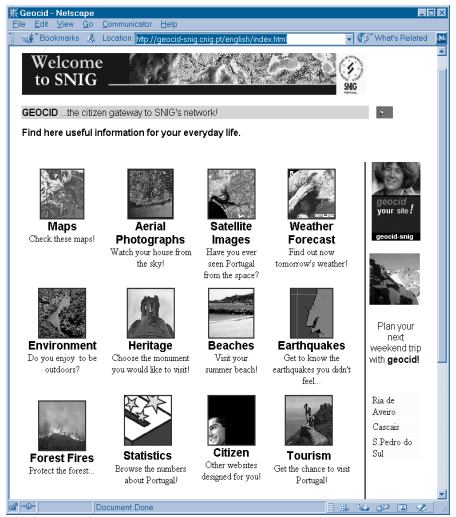 Geocid - Netscape
File Edit View Go Communicator Help
Bookmarks Location: http://geocid-snig.cnig.pt/english/index.html What's Related
Welcome
to SNIG
SNIG
PORTUGAL
GEOCID ...the citizen gateway to SNIG's network!
Find here useful information for your everyday life.
Maps
Check these maps!
Aerial
Photographs
Watch your house from
the sky!
Satellite
Images
Have you ever
seen Portugal
from the space?
Weather
Forecast
Find out now
tomorrow's weather!
geocid
your site!
geocid-snig
Environment
Do you enjoy to be
outdoors?
Heritage
Choose the monument
you would like to visit!
Beaches
Visit your
summer beach!
Earthquakes
Get to know the
earthquakes you didn't
feel...
Plan your
next
weekend trip
with geocid!
Forest Fires
Protect the forest...
Statistics
Browse the numbers
about Portugal!
Citizen
Other websites
designed for you!
Tourism
Get the chance to visit
Portugal!
Ria de
Aveiro
Cascais
S.Pedro do
Sul
Document Done